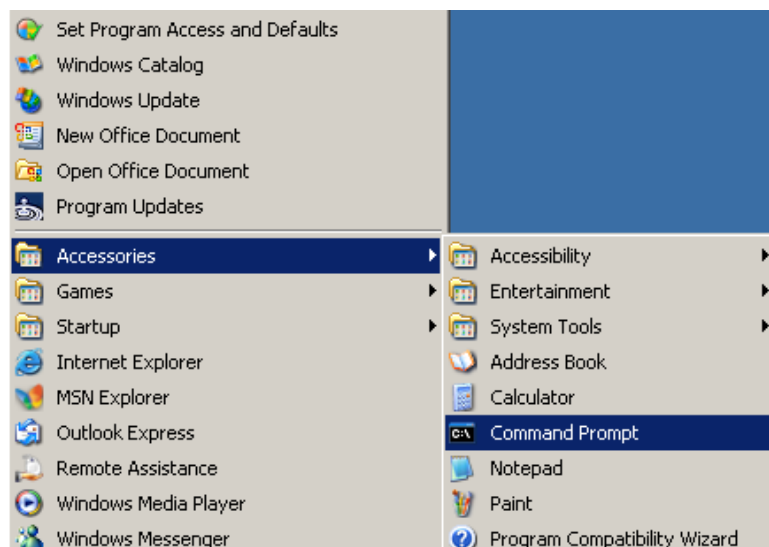 Set Program Access and Defaults
Windows Catalog
Windows Update
New Office Document
Open Office Document
Program Updates
Accessories
Games
Startup
Internet Explorer
MSN Explorer
Outlook Express
Remote Assistance
Windows Media Player
Windows Messenger
Accessibility
Entertainment
System Tools
Address Book
Calculator
C:\
Command Prompt
Notepad
Paint
Program Compatibility Wizard